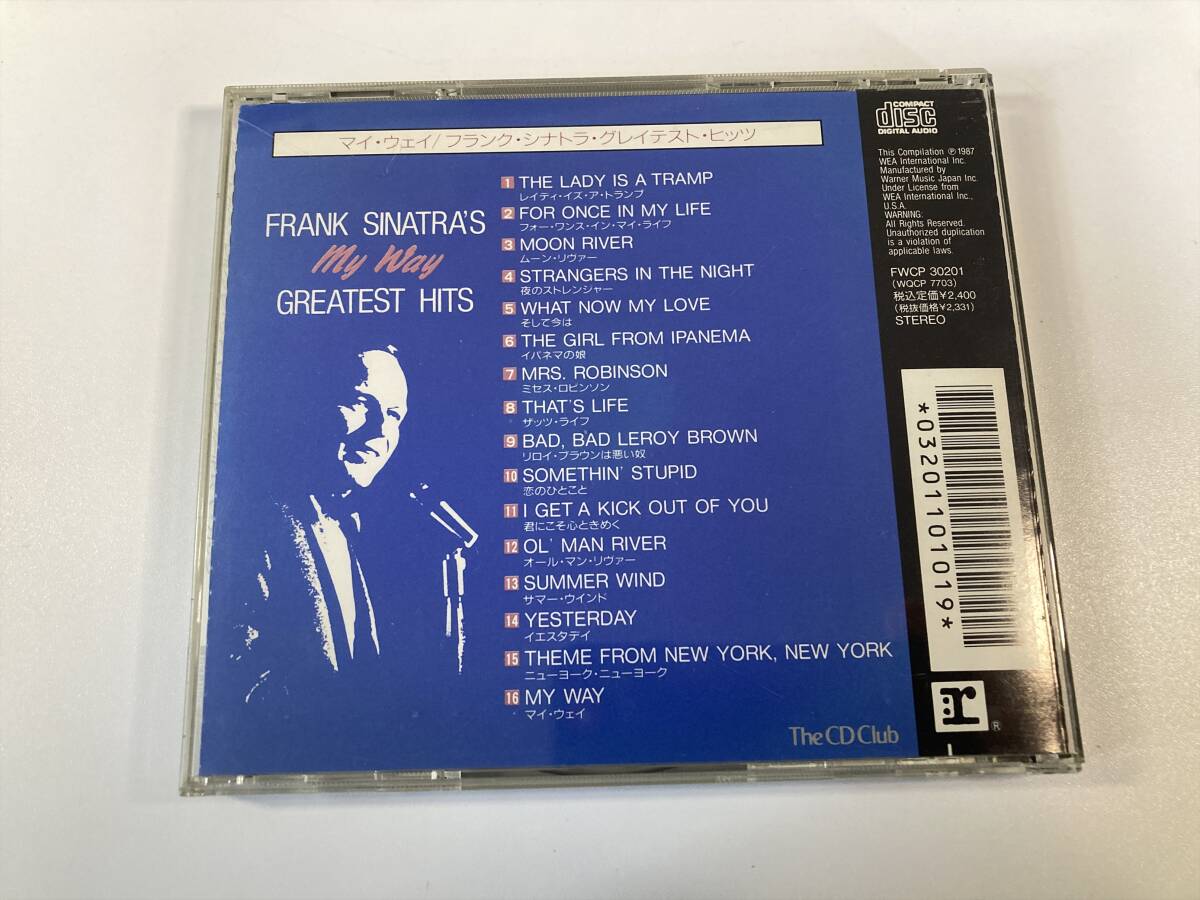 マイ・ウェイ/フランク・シナトラ・グレイテスト・ヒッツ
FRANK SINATRA'S
My Way
GREATEST HITS
1 THE LADY IS A TRAMP
レイディ・イズ・ア・トランプ
2 FOR ONCE IN MY LIFE
フォー・ワンス・イン・マイ・ライフ
3 MOON RIVER
ムーン・リヴァー
4 STRANGERS IN THE NIGHT
夜のストレンジャー
5 WHAT NOW MY LOVE
そして今は
6 THE GIRL FROM IPANEMA
イパネマの娘
7 MRS. ROBINSON
ミセス・ロビンソン
8 THAT'S LIFE
ザッツ・ライフ
9 BAD, BAD LEROY BROWN
リロイ・ブラウンは悪い奴
10 SOMETHIN' STUPID
恋のひとこと
11 I GET A KICK OUT OF YOU
君にこそ心ときめく
12 OL' MAN RIVER
オール・マン・リヴァー
13 SUMMER WIND
サマー・ウインド
14 YESTERDAY
イエスタデイ
15 THEME FROM NEW YORK, NEW YORK
ニューヨーク・ニューヨーク
16 MY WAY
マイ・ウェイ
The CD Club
COMPACT
disc
DIGITAL AUDIO
This Compilation ℗ 1987
WEA International Inc.
Manufactured by
Warner Music Japan Inc.
Under License from
WEA International Inc.,
U.S.A.
WARNING:
All Rights Reserved.
Unauthorized duplication
is a violation of
applicable laws.
FWCP 30201
(WQCP 7703)
税込定価¥2,400
(税抜価格¥2,331)
STEREO
*0320110101019*
:r
®